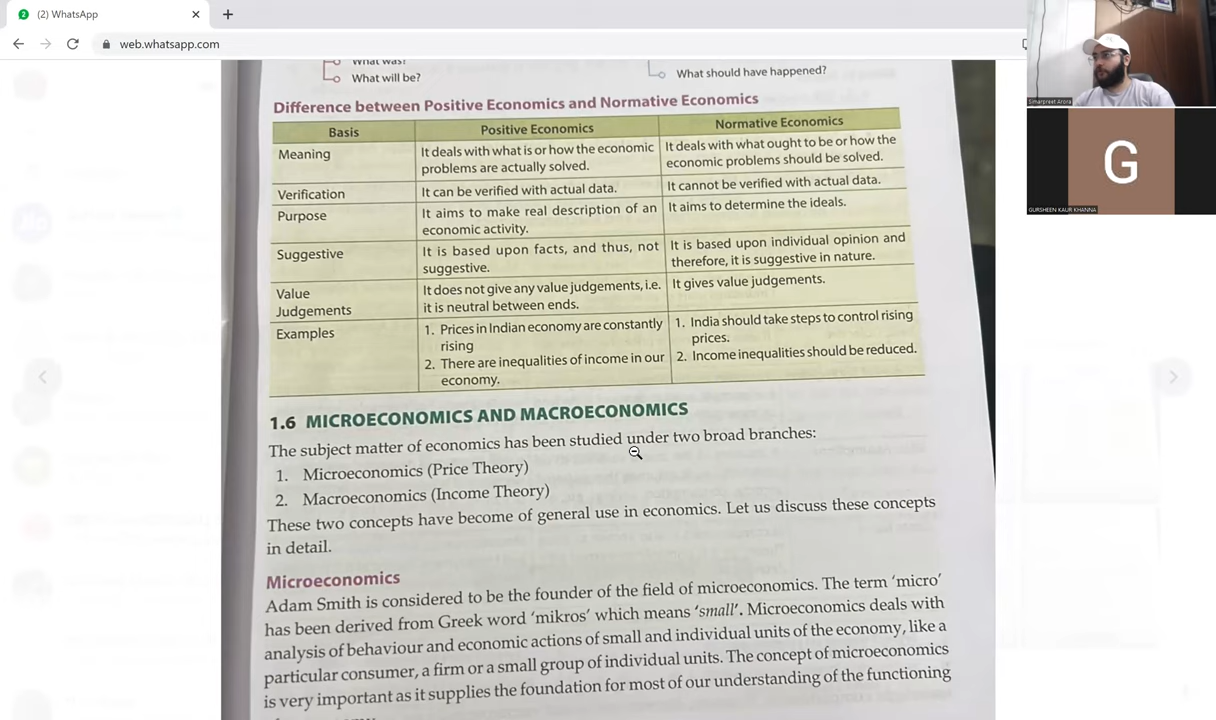 2
(2) WhatsApp
web.whatsapp.com
What was?
What will be?
What should have happened?
Difference between Positive Economics and Normative Economics
Basis
Positive Economics
Normative Economics
Meaning
It deals with what is or how the economic
problems are actually solved.
It deals with what ought to be or how the
economic problems should be solved.
Verification
It can be verified with actual data.
It cannot be verified with actual data.
Purpose
It aims to make real description of an
economic activity.
It aims to determine the ideals.
Suggestive
It is based upon facts, and thus, not
suggestive.
It is based upon individual opinion and
therefore, it is suggestive in nature.
Value
Judgements
It does not give any value judgements, i.e.
it is neutral between ends.
It gives value judgements.
Examples
1. Prices in Indian economy are constantly
rising
2. There are inequalities of income in our
economy.
1. India should take steps to control rising
prices.
2. Income inequalities should be reduced.
1.6 MICROECONOMICS AND MACROECONOMICS
The subject matter of economics has been studied under two broad branches:
1. Microeconomics (Price Theory)
2. Macroeconomics (Income Theory)
These two concepts have become of general use in economics. Let us discuss these concepts
in detail.
Microeconomics
Adam Smith is considered to be the founder of the field of microeconomics. The term 'micro'
has been derived from Greek word 'mikros' which means 'small'. Microeconomics deals with
analysis of behaviour and economic actions of small and individual units of the economy, like a
particular consumer, a firm or a small group of individual units. The concept of microeconomics
is very important as it supplies the foundation for most of our understanding of the functioning
Simarpreet Arora
G
GURSHEEN KAUR KHANNA